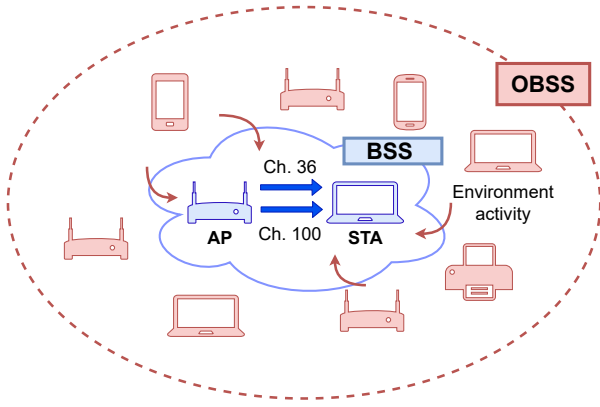 OBSS
BSS
Ch. 36
Environment
activity
Ch. 100
AP
STA